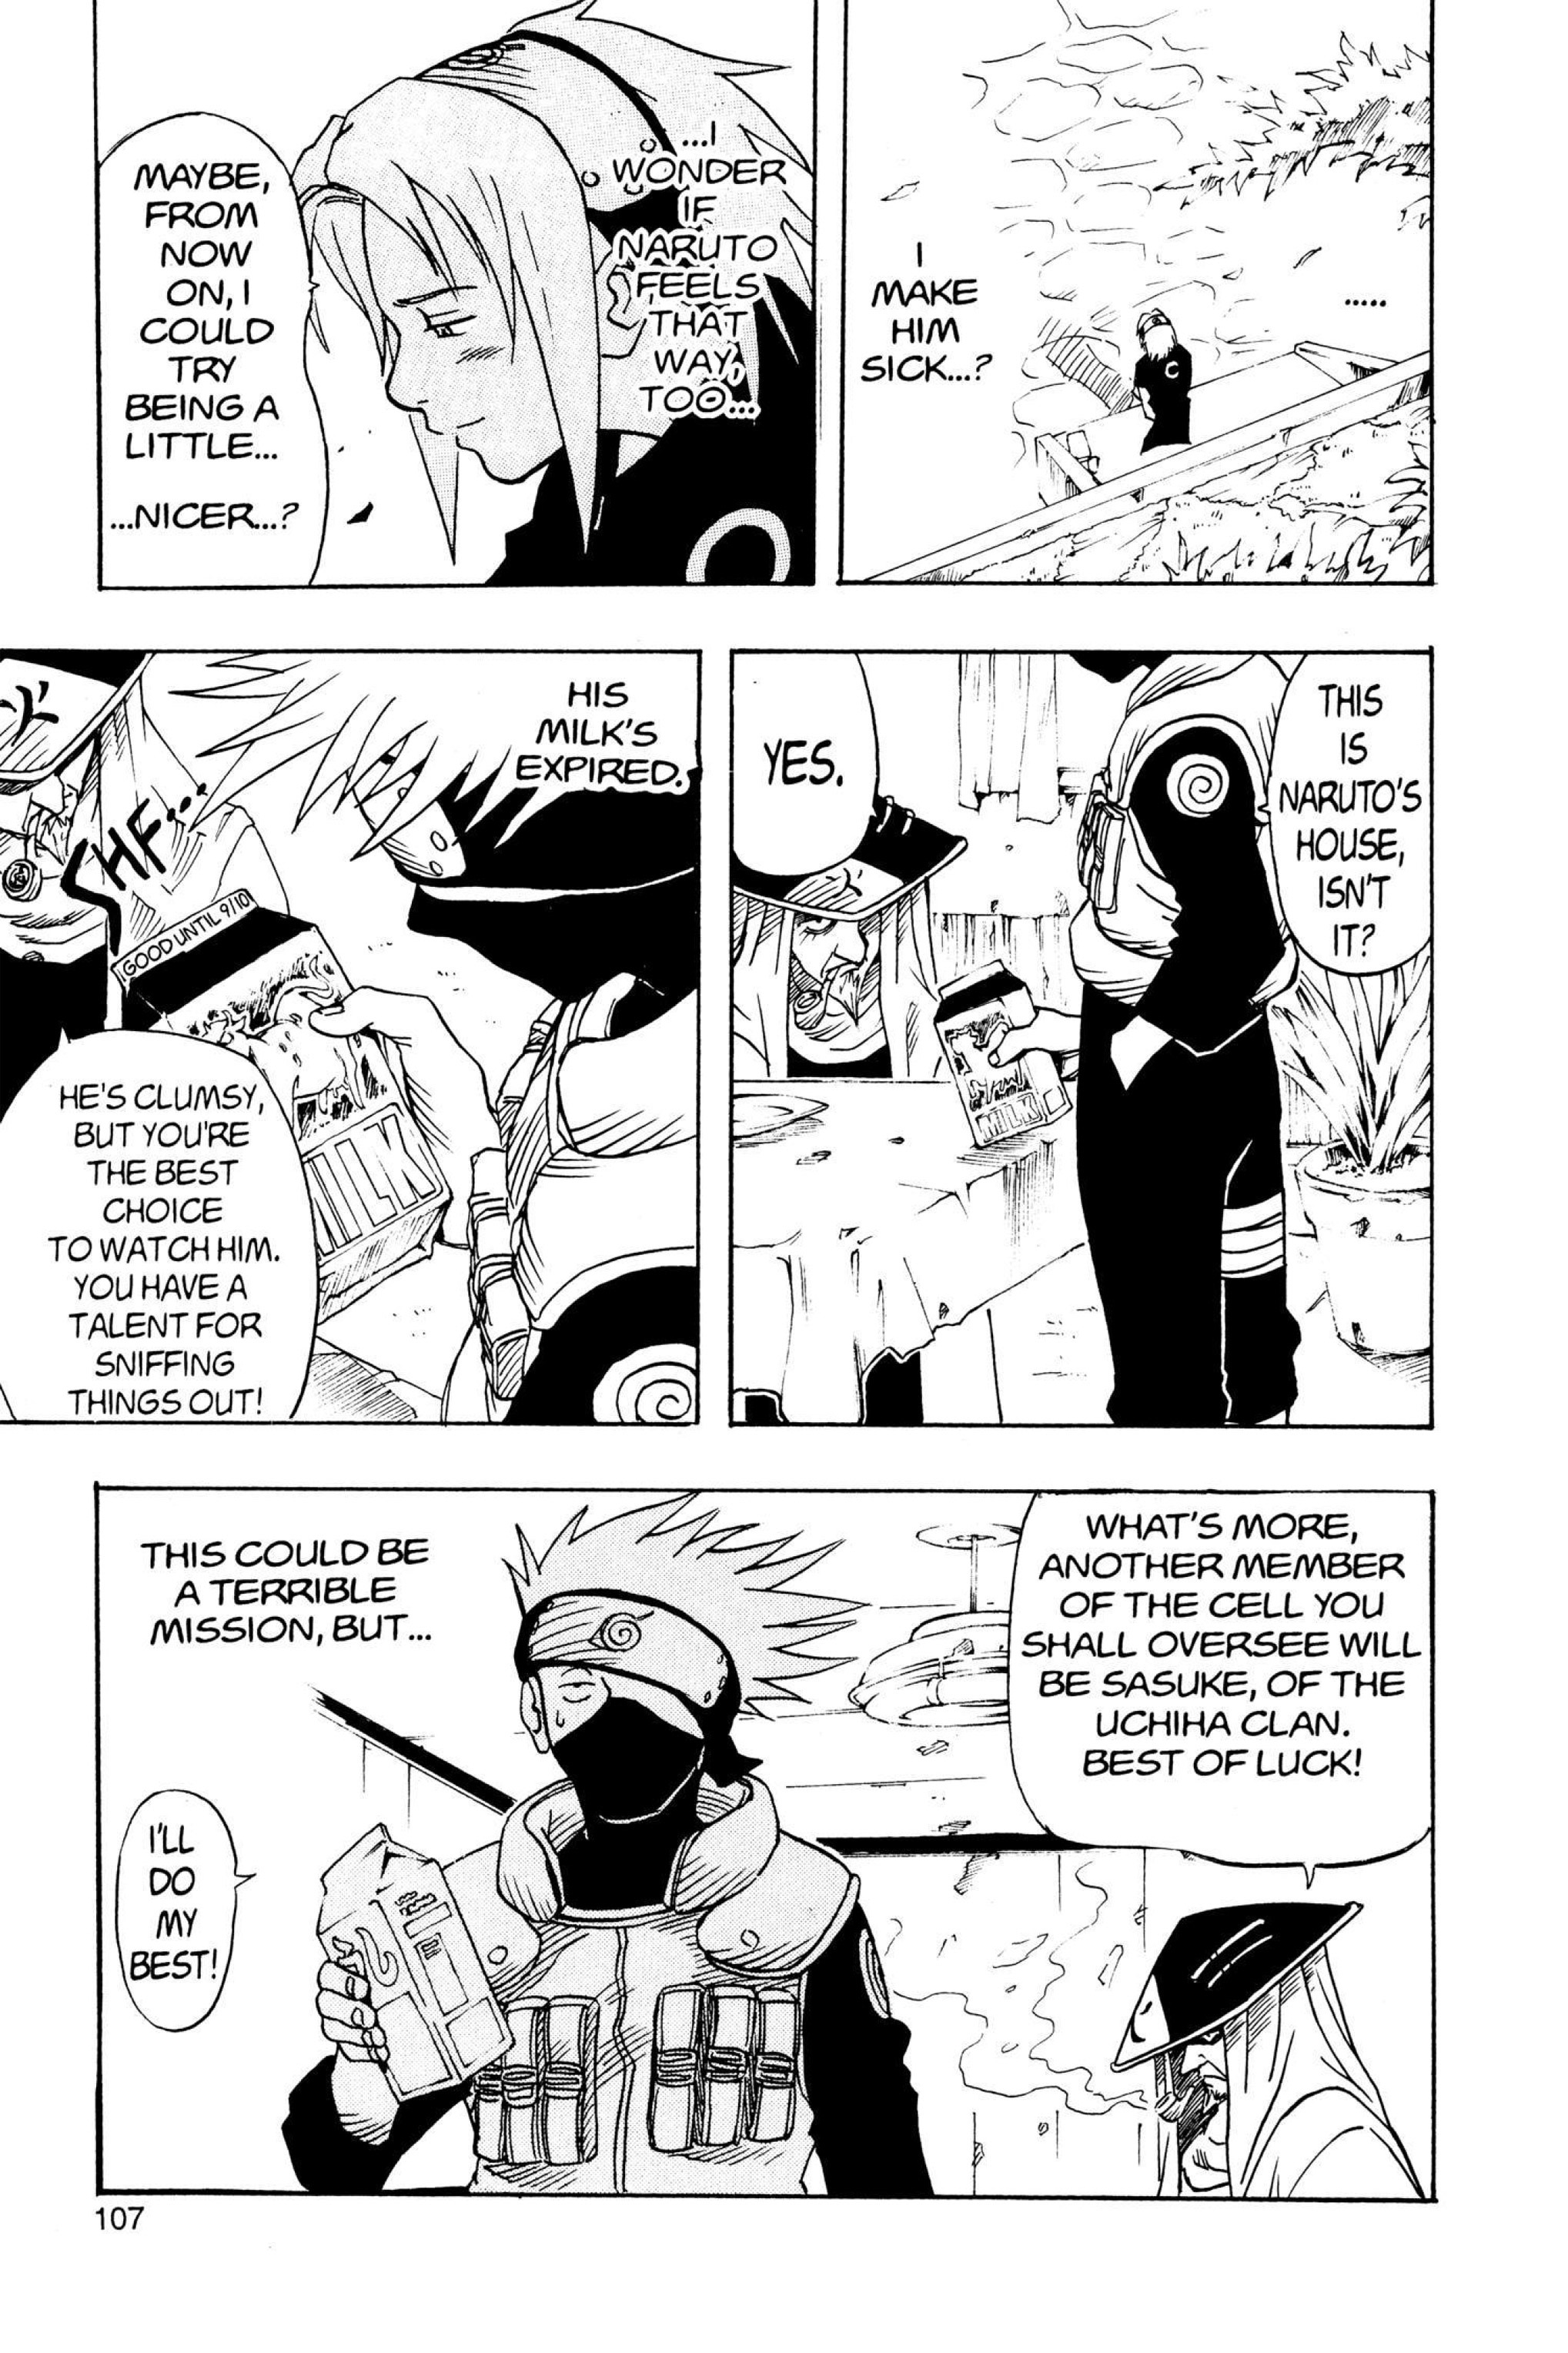 .....
I
MAKE
HIM
SICK...?
...I
WONDER
IF
NARUTO
FEELS
THAT
WAY,
TOO...
MAYBE,
FROM
NOW
ON, I
COULD
TRY
BEING A
LITTLE...
...NICER...?
THIS
IS
NARUTO'S
HOUSE,
ISN'T
IT?
YES.
MILK
HIS
MILK'S
EXPIRED.
火
SHF...
GOOD UNTIL 9/10
MILK
HE'S CLUMSY,
BUT YOU'RE
THE BEST
CHOICE
TO WATCH HIM.
YOU HAVE A
TALENT FOR
SNIFFING
THINGS OUT!
WHAT'S MORE,
ANOTHER MEMBER
OF THE CELL YOU
SHALL OVERSEE WILL
BE SASUKE, OF THE
UCHIHA CLAN.
BEST OF LUCK!
THIS COULD BE
A TERRIBLE
MISSION, BUT...
I'LL
DO
MY
BEST!
107